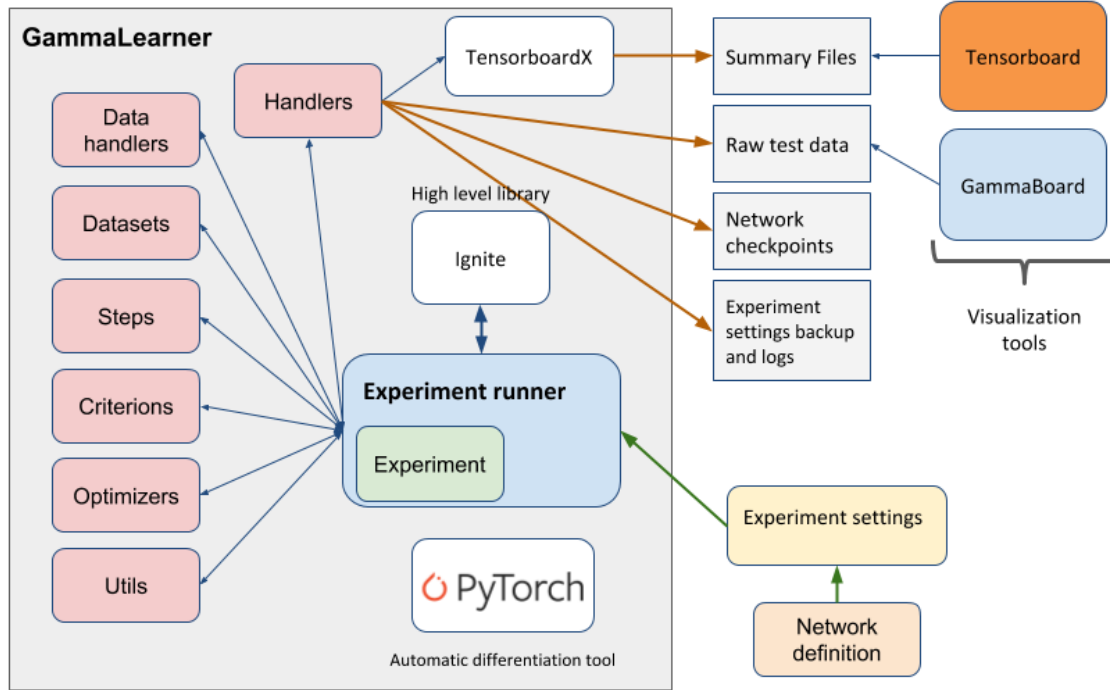 GammaLearner
TensorboardX
Summary Files
Tensorboard
Handlers
Data
handlers
Raw test data
GammaBoard
High level library
Datasets
Network
checkpoints
Ignite
Steps
Experiment
settings backup
and logs
Visualization
tools
Experiment runner
Criterions
Experiment
Optimizers
Experiment settings
Utils
PyTorch
Network
definition
Automatic differentiation tool